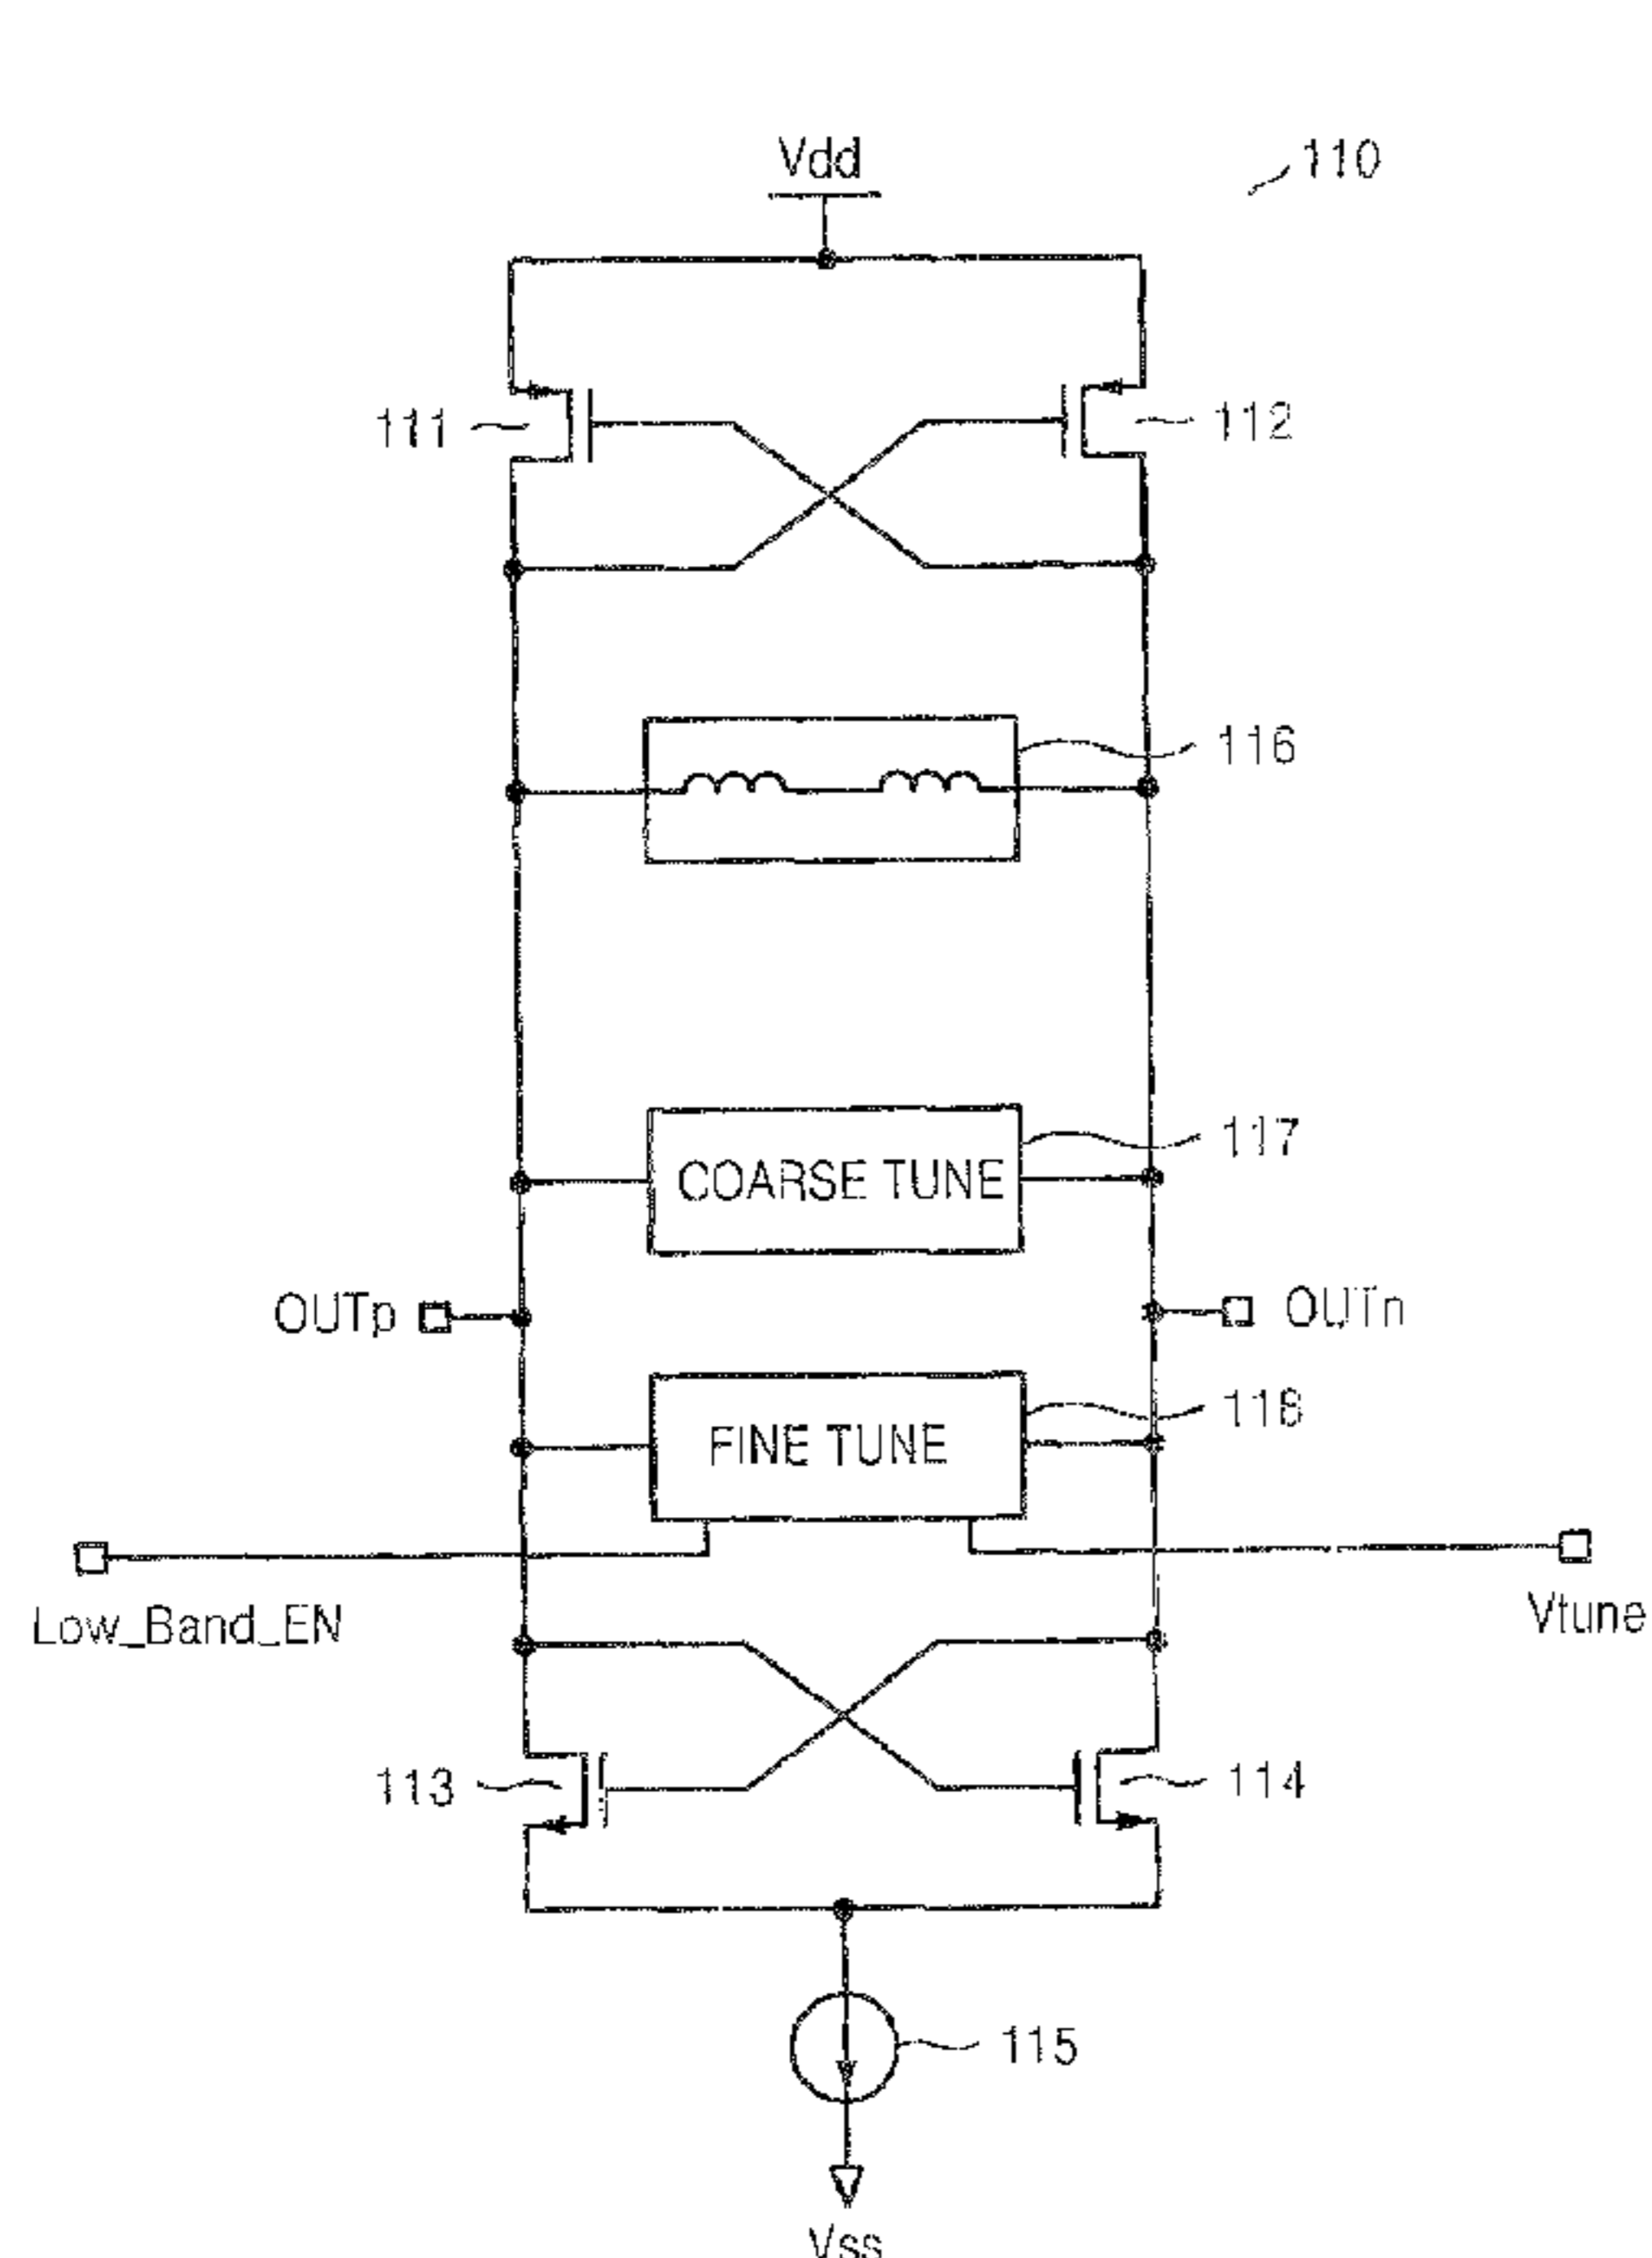 Vdd
110
111
112
116
117
COARSE TUNE
OUTp
OUTn
118
FINE TUNE
Low_Band_EN
Vtune
113
114
115
Vss